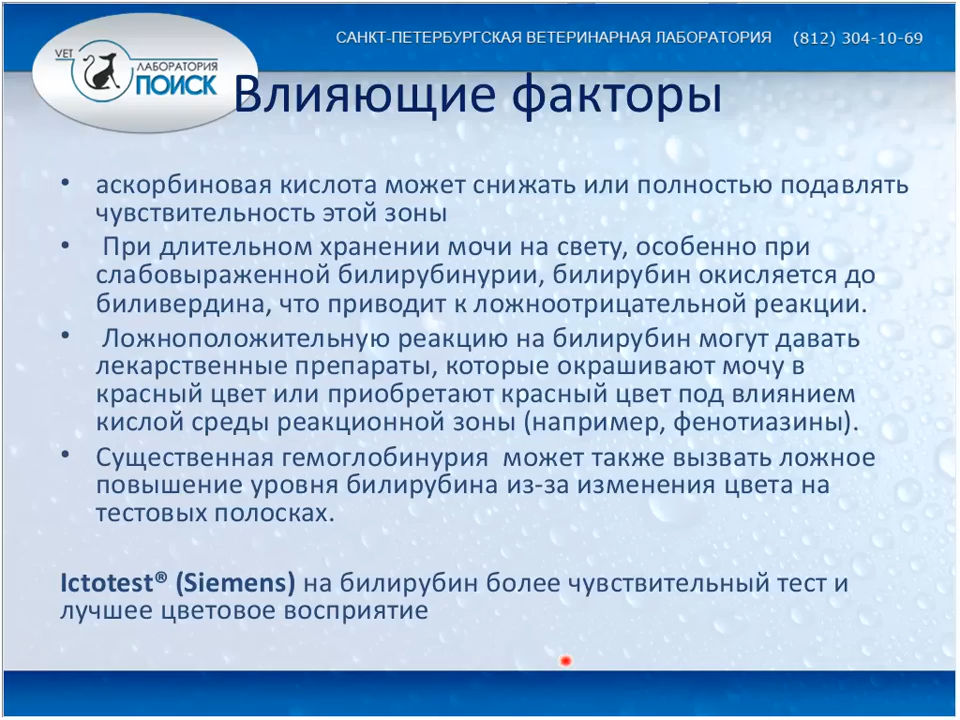 САНКТ-ПЕТЕРБУРГСКАЯ ВЕТЕРИНАРНАЯ ЛАБОРАТОРИЯ (812) 304-10-69
VET
ЛАБОРАТОРИЯ
ПОИСК
Влияющие факторы
• аскорбиновая кислота может снижать или полностью подавлять
чувствительность этой зоны
• При длительном хранении мочи на свету, особенно при
слабовыраженной билирубинурии, билирубин окисляется до
биливердина, что приводит к ложноотрицательной реакции.
• Ложноположительную реакцию на билирубин могут давать
лекарственные препараты, которые окрашивают мочу в
красный цвет или приобретают красный цвет под влиянием
кислой среды реакционной зоны (например, фенотиазины).
• Существенная гемоглобинурия может также вызвать ложное
повышение уровня билирубина из-за изменения цвета на
тестовых полосках.
Ictotest® (Siemens) на билирубин более чувствительный тест и
лучшее цветовое восприятие